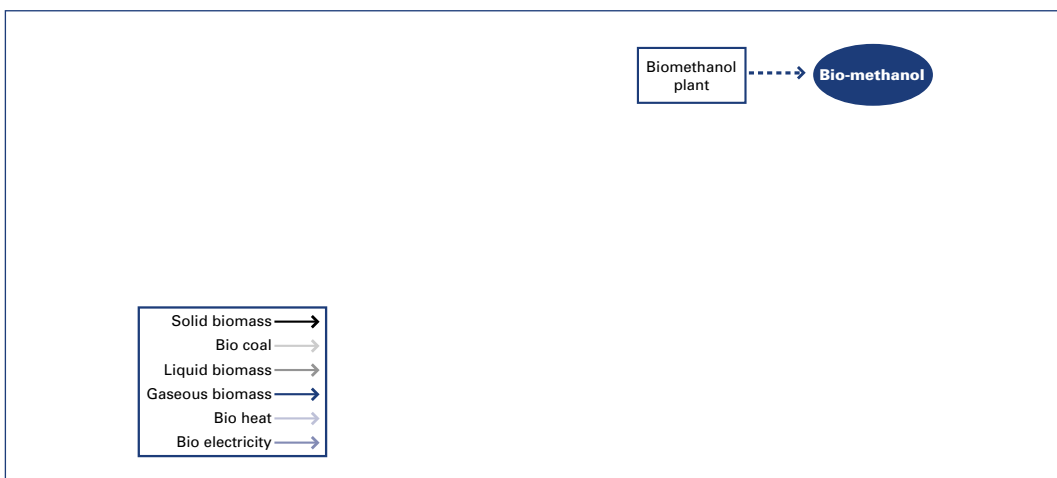 Biomethanol
plant
Bio-methanol
Solid biomass
Bio coal
Liquid biomass
Gaseous biomass
Bio heat
Bio electricity